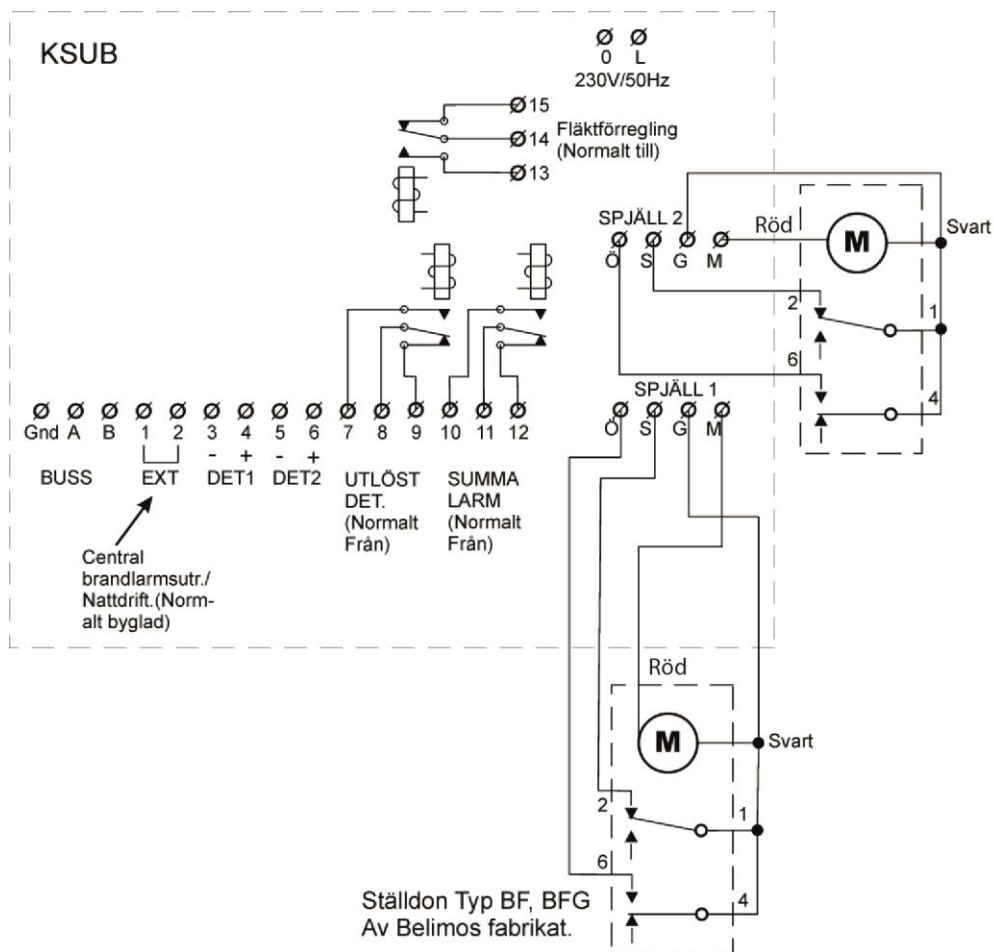 KSUB
0 L
230V/50Hz
15
14 Fläktförregling
(Normalt till)
13
SPJÄLL 2
Ö S G M
Röd
M
Svart
2
1
6
4
SPJÄLL 1
Ö S G M
Gnd A B 1 2 3 4 5 6 7 8 9 10 11 12
- + - +
BUSS EXT DET1 DET2
UTLÖST
DET.
(Normalt
Från)
SUMMA
LARM
(Normalt
Från)
Central
brandlarmsutr./
Nattdrift.(Norm-
alt byglad)
Röd
M
Svart
2
1
6
4
Ställdon Typ BF, BFG
Av Belimos fabrikat.